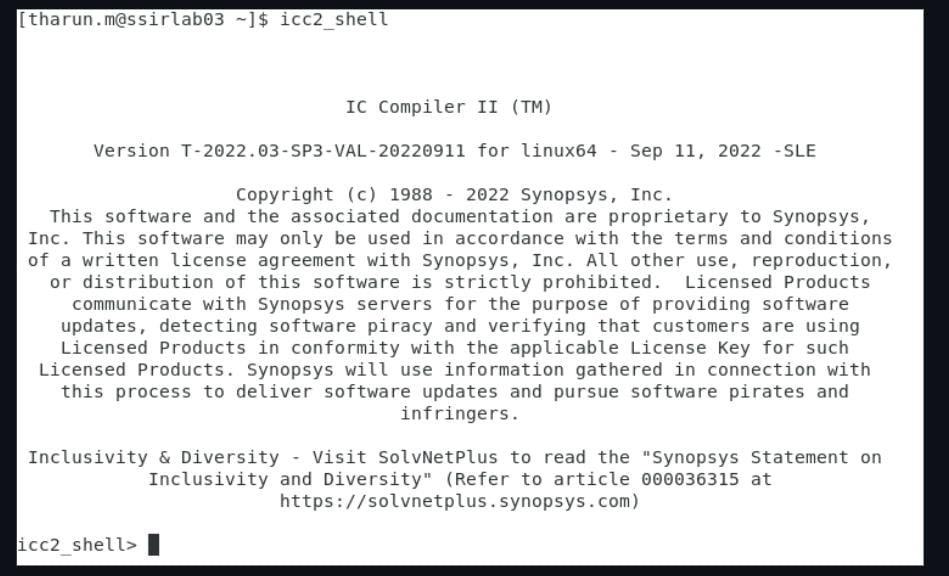 [tharun.m@ssirlab03 ~]$ icc2_shell
IC Compiler II (TM)
Version T-2022.03-SP3-VAL-20220911 for linux64 - Sep 11, 2022 -SLE
Copyright (c) 1988 - 2022 Synopsys, Inc.
This software and the associated documentation are proprietary to Synopsys,
Inc. This software may only be used in accordance with the terms and conditions
of a written license agreement with Synopsys, Inc. All other use, reproduction,
or distribution of this software is strictly prohibited.  Licensed Products
communicate with Synopsys servers for the purpose of providing software
updates, detecting software piracy and verifying that customers are using
Licensed Products in conformity with the applicable License Key for such
Licensed Products. Synopsys will use information gathered in connection with
this process to deliver software updates and pursue software pirates and
infringers.
Inclusivity & Diversity - Visit SolvNetPlus to read the "Synopsys Statement on
Inclusivity and Diversity" (Refer to article 000036315 at
https://solvnetplus.synopsys.com)
icc2_shell>